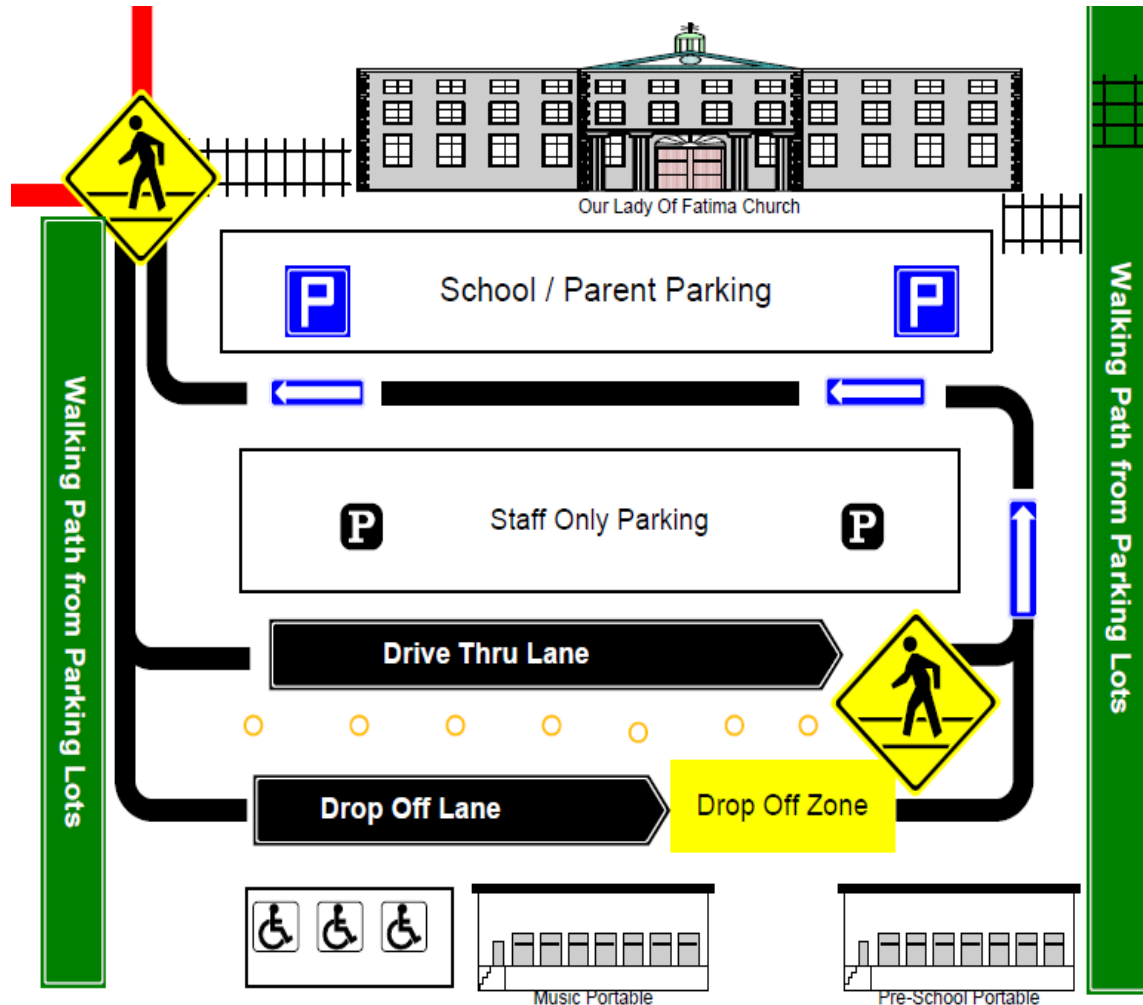 Our Lady Of Fatima Church
School / Parent Parking
P
P
Walking Path from Parking Lots
Walking Path from Parking Lots
Staff Only Parking
P
P
Drive Thru Lane
Drop Off Lane
Drop Off Zone
Music Portable
Pre-School Portable